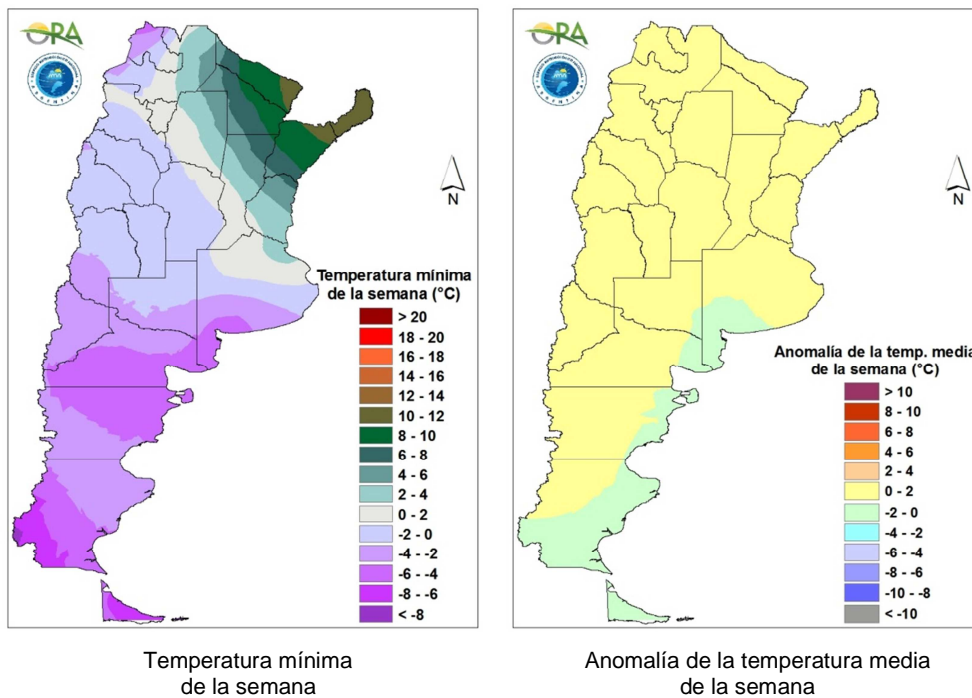 ORA
N
Temperatura mínima
de la semana (°C)
> 20
18 - 20
16 - 18
14 - 16
12 - 14
10 - 12
8 - 10
6 - 8
4 - 6
2 - 4
0 - 2
-2 - 0
-4 - -2
-6 - -4
-8 - -6
< -8
ORA
N
Anomalía de la temp. media
de la semana (°C)
> 10
8 - 10
6 - 8
4 - 6
2 - 4
0 - 2
-2 - 0
-4 - -2
-6 - -4
-8 - -6
-10 - -8
< -10
Temperatura mínima
de la semana
Anomalía de la temperatura media
de la semana